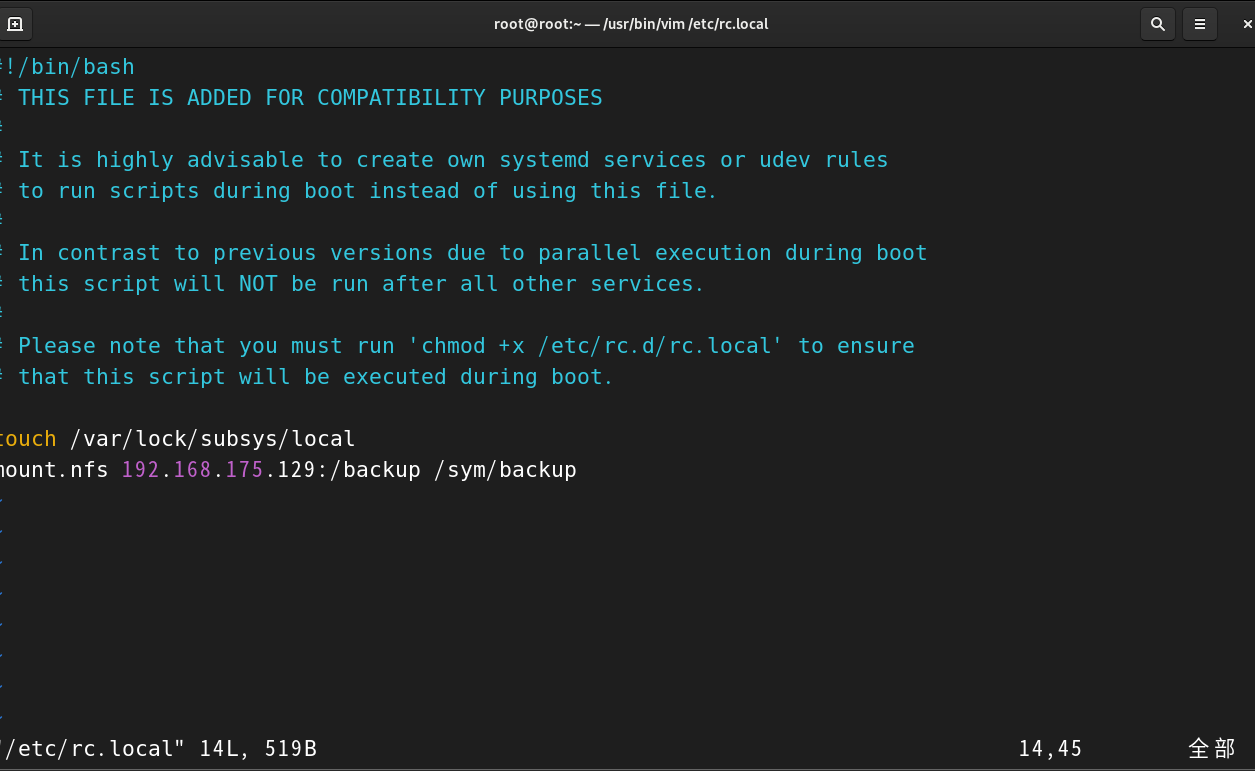 root@root:~ — /usr/bin/vim /etc/rc.local
#!/bin/bash
# THIS FILE IS ADDED FOR COMPATIBILITY PURPOSES
#
# It is highly advisable to create own systemd services or udev rules
# to run scripts during boot instead of using this file.
#
# In contrast to previous versions due to parallel execution during boot
# this script will NOT be run after all other services.
#
# Please note that you must run 'chmod +x /etc/rc.d/rc.local' to ensure
# that this script will be executed during boot.
touch /var/lock/subsys/local
mount.nfs 192.168.175.129:/backup /sym/backup
~
~
~
~
~
~
~
~
"/etc/rc.local" 14L, 519B 14,45 全部